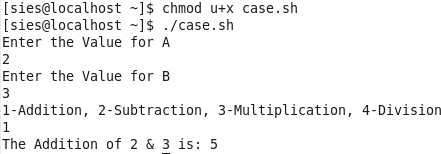 [sies@localhost ~]$ chmod u+x case.sh
[sies@localhost ~]$ ./case.sh
Enter the Value for A
2
Enter the Value for B
3
1-Addition, 2-Subtraction, 3-Multiplication, 4-Division
1
The Addition of 2 & 3 is: 5